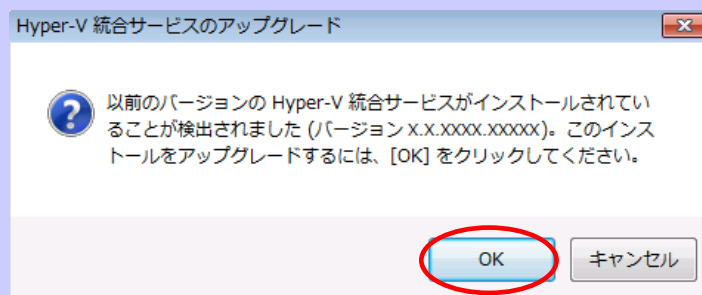 Hyper-V 統合サービスのアップグレード
以前のバージョンの Hyper-V 統合サービスがインストールされてい
ることが検出されました (バージョン X.X.XXXX.XXXXX)。このインス
トールをアップグレードするには、[OK] をクリックしてください。
OK
キャンセル